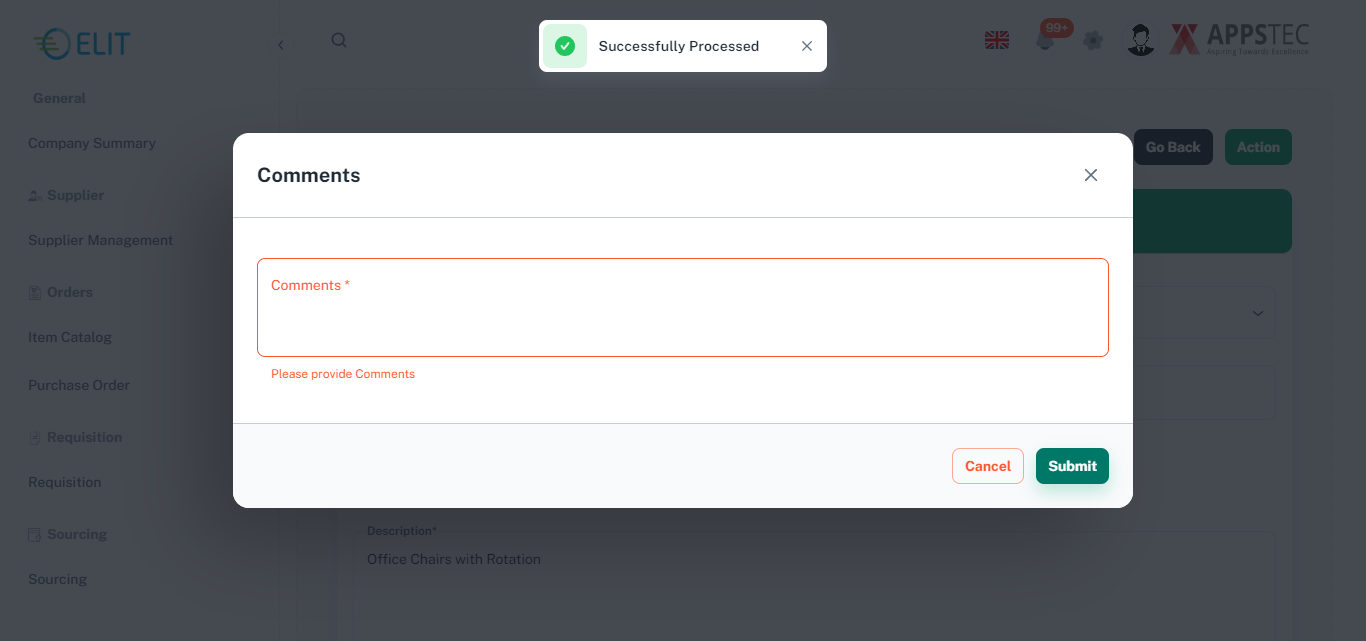 ELIT
Successfully Processed
99+
APPSTEC
Aspiring Towards Excellence
General
Company Summary
Supplier
Supplier Management
Orders
Item Catalog
Purchase Order
Requisition
Requisition
Sourcing
Sourcing
Go Back
Action
Comments
Comments *
Please provide Comments
Cancel
Submit
Description*
Office Chairs with Rotation